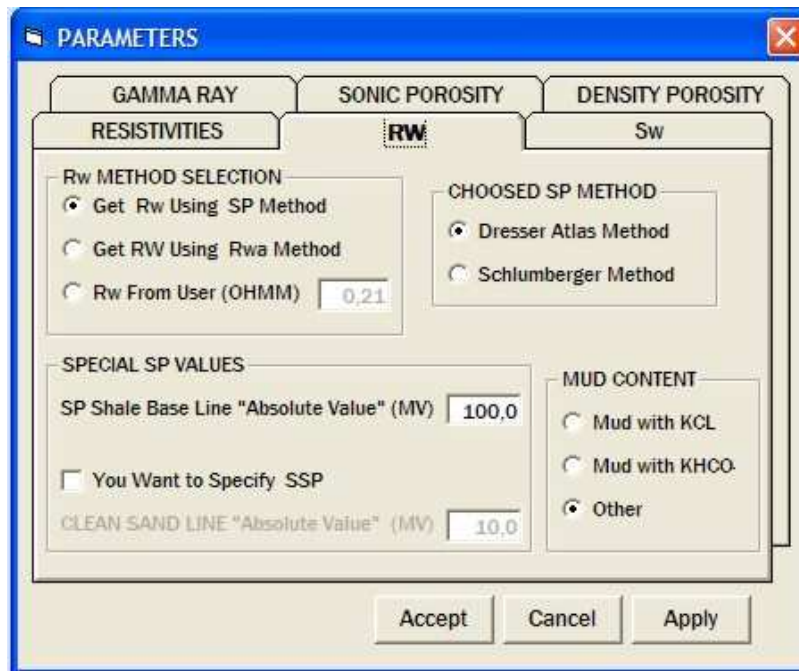 PARAMETERS
GAMMA RAY
SONIC POROSITY
DENSITY POROSITY
RESISTIVITIES
RW
Sw
Rw METHOD SELECTION
Get Rw Using SP Method
Get RW Using Rwa Method
Rw From User (OHMM) 0,21
CHOOSED SP METHOD
Dresser Atlas Method
Schlumberger Method
SPECIAL SP VALUES
SP Shale Base Line "Absolute Value" (MV) 100,0
You Want to Specify SSP
CLEAN SAND LINE "Absolute Value" (MV) 10,0
MUD CONTENT
Mud with KCL
Mud with KHCO
Other
Accept
Cancel
Apply